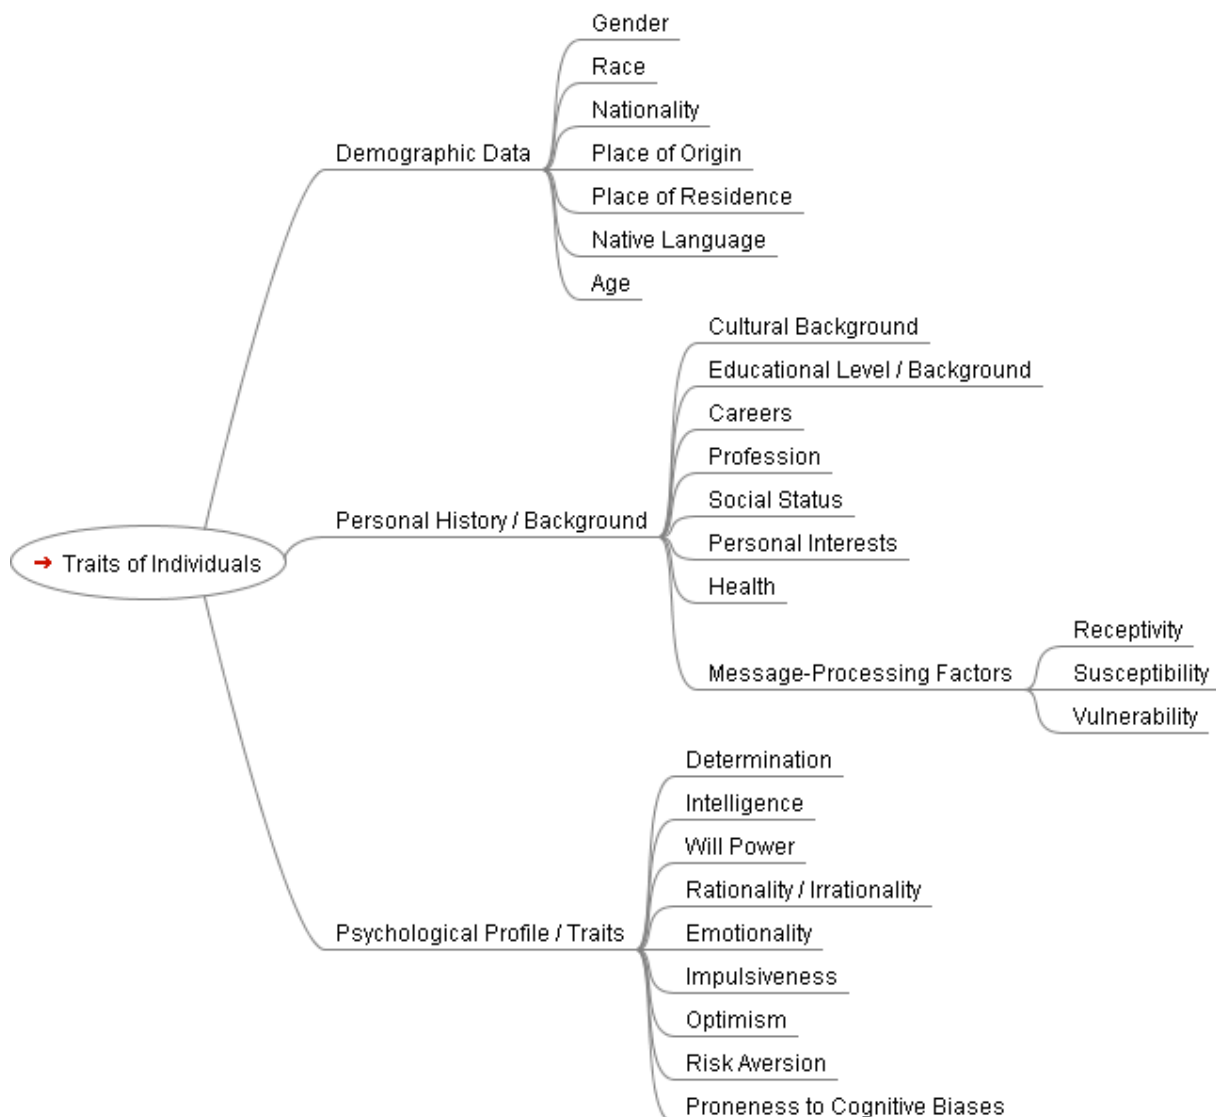 Gender
Race
Nationality
Demographic Data
Place of Origin
Place of Residence
Native Language
Age
Cultural Background
Educational Level / Background
Careers
Profession
Social Status
Personal History / Background
Personal Interests
→ Traits of Individuals
Health
Receptivity
Message-Processing Factors
Susceptibility
Vulnerability
Determination
Intelligence
Will Power
Rationality / Irrationality
Psychological Profile / Traits
Emotionality
Impulsiveness
Optimism
Risk Aversion
Proneness to Cognitive Biases